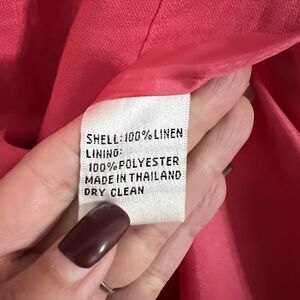 SHELL: 100% LINEN
LINING:
100% POLYESTER
MADE IN THAILAND
DRY CLEAN